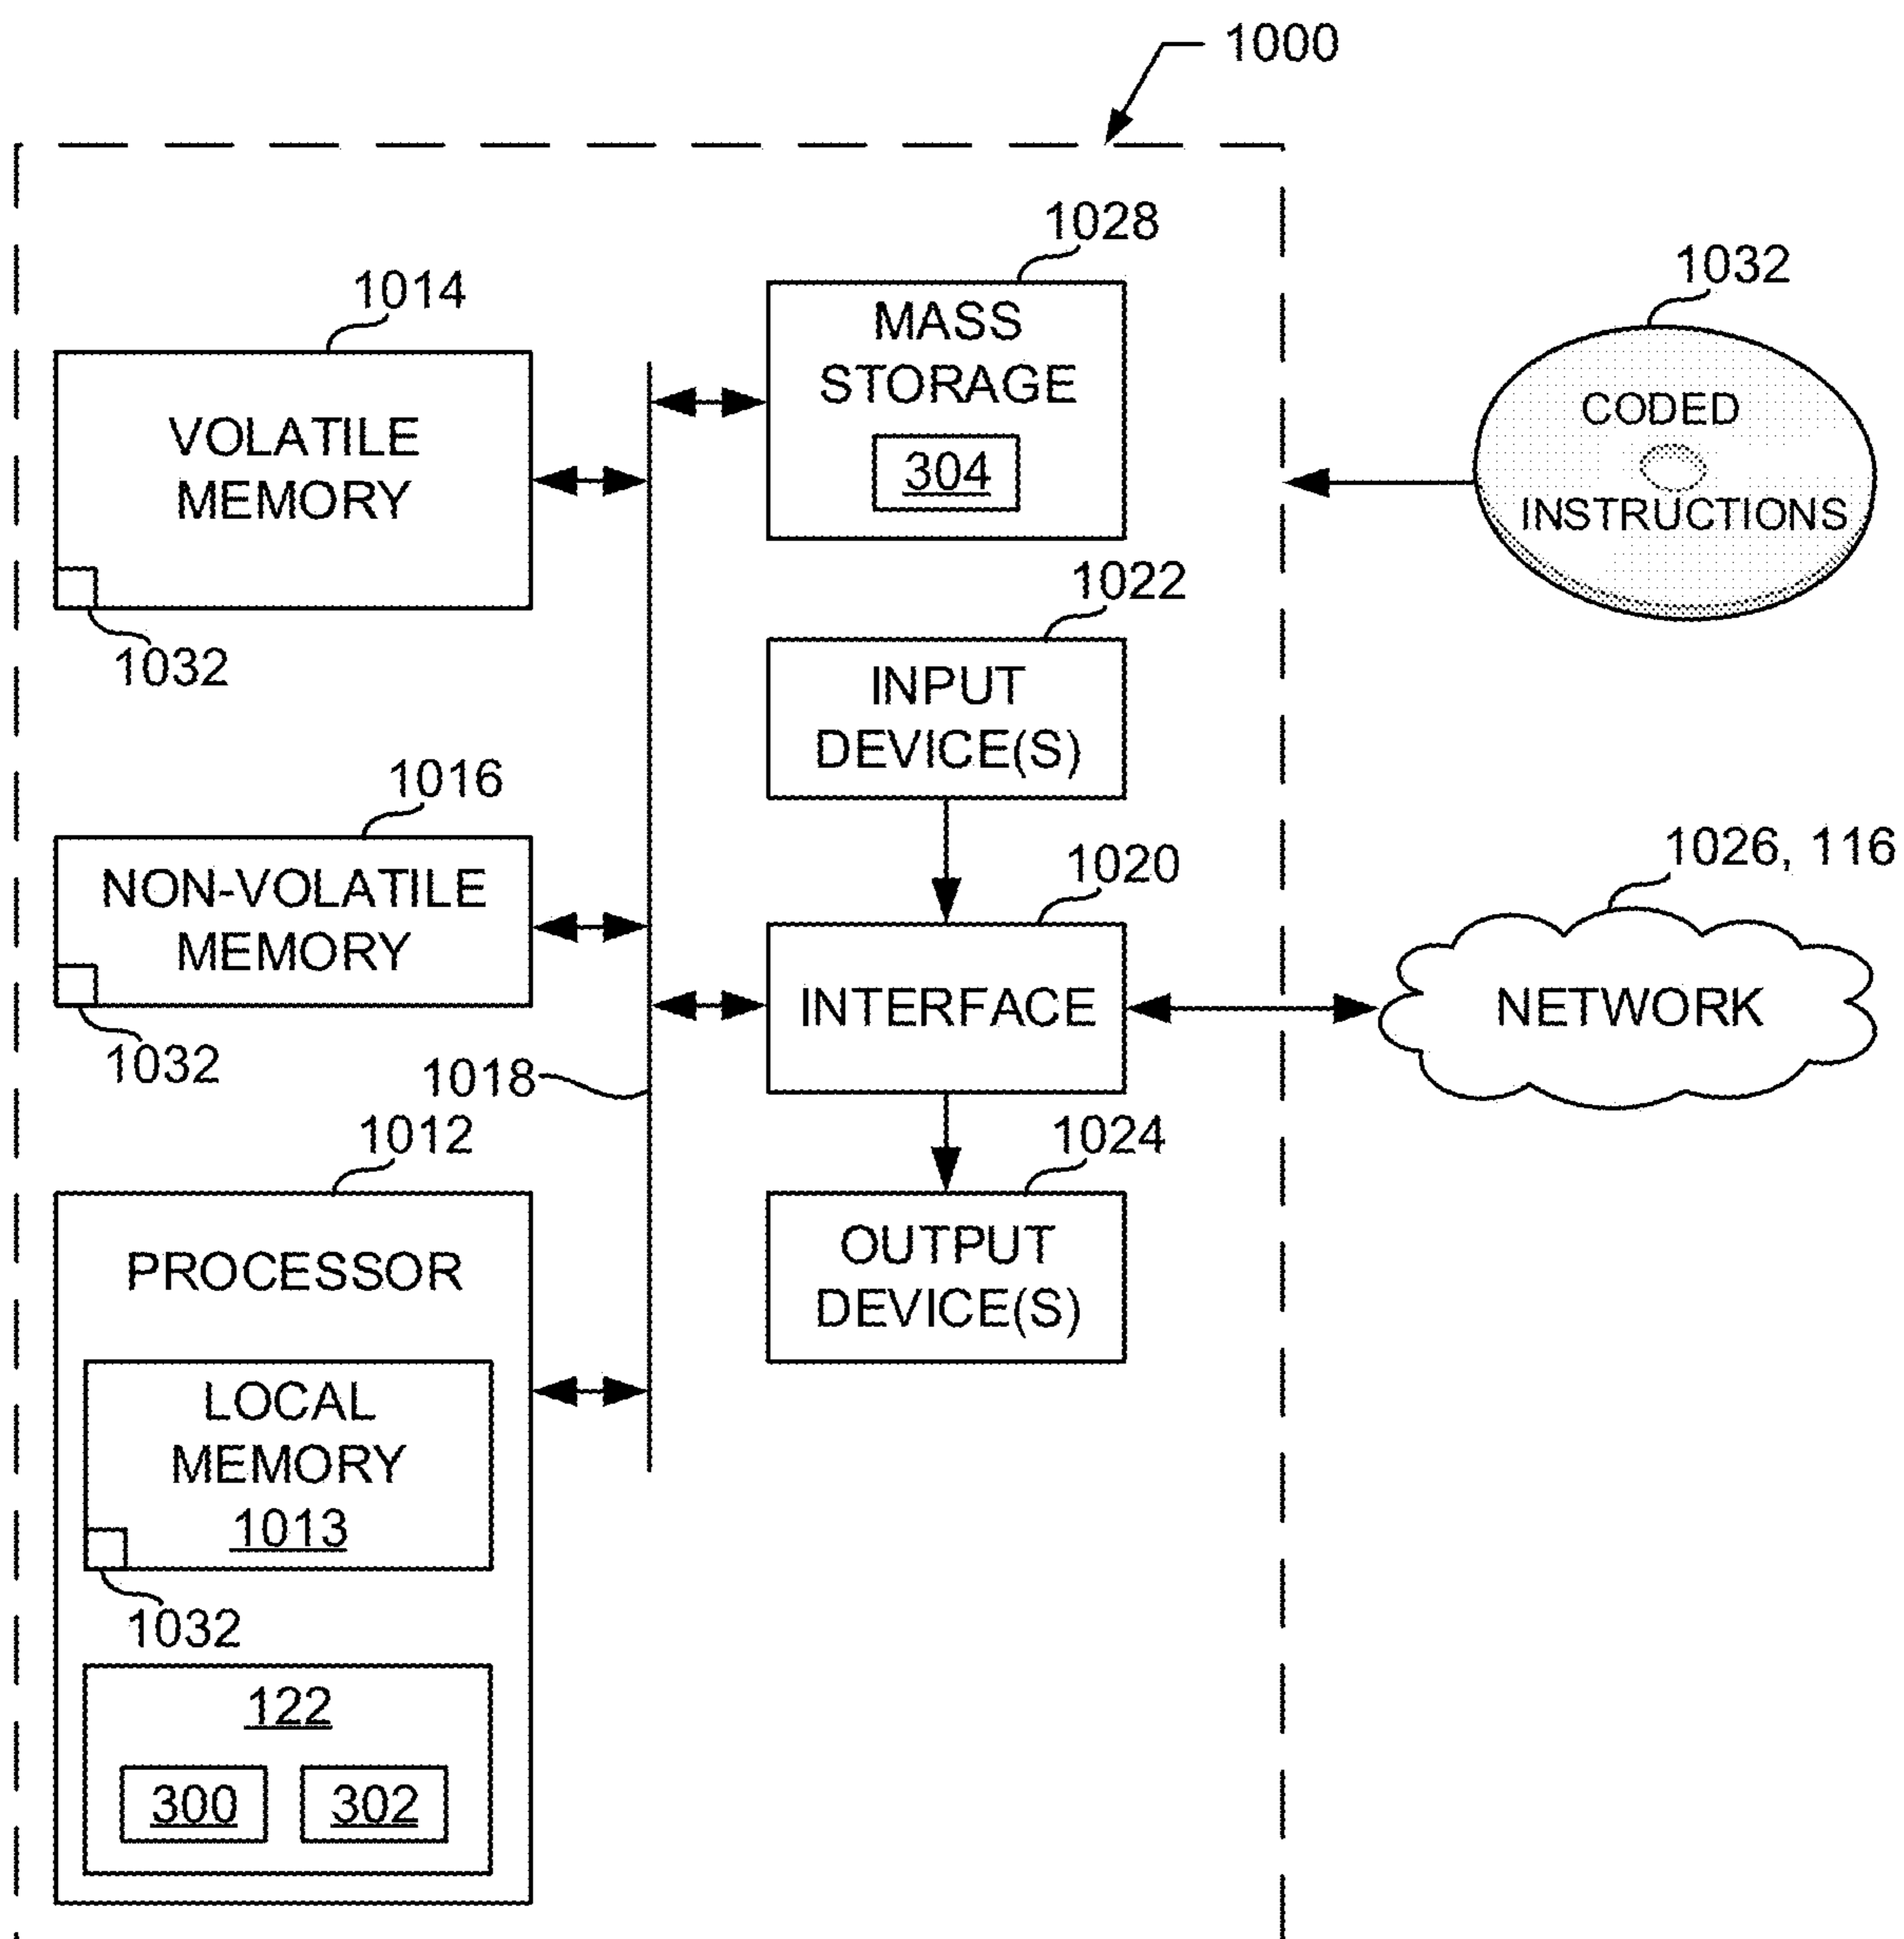 1000
1028
MASS
STORAGE
304
1014
VOLATILE
MEMORY
1032
1032
CODED
INSTRUCTIONS
1022
INPUT
DEVICE(S)
1016
NON-VOLATILE
MEMORY
1032
1020
INTERFACE
1026, 116
NETWORK
1018
1012
PROCESSOR
LOCAL
MEMORY
1013
1032
122
300
302
1024
OUTPUT
DEVICE(S)